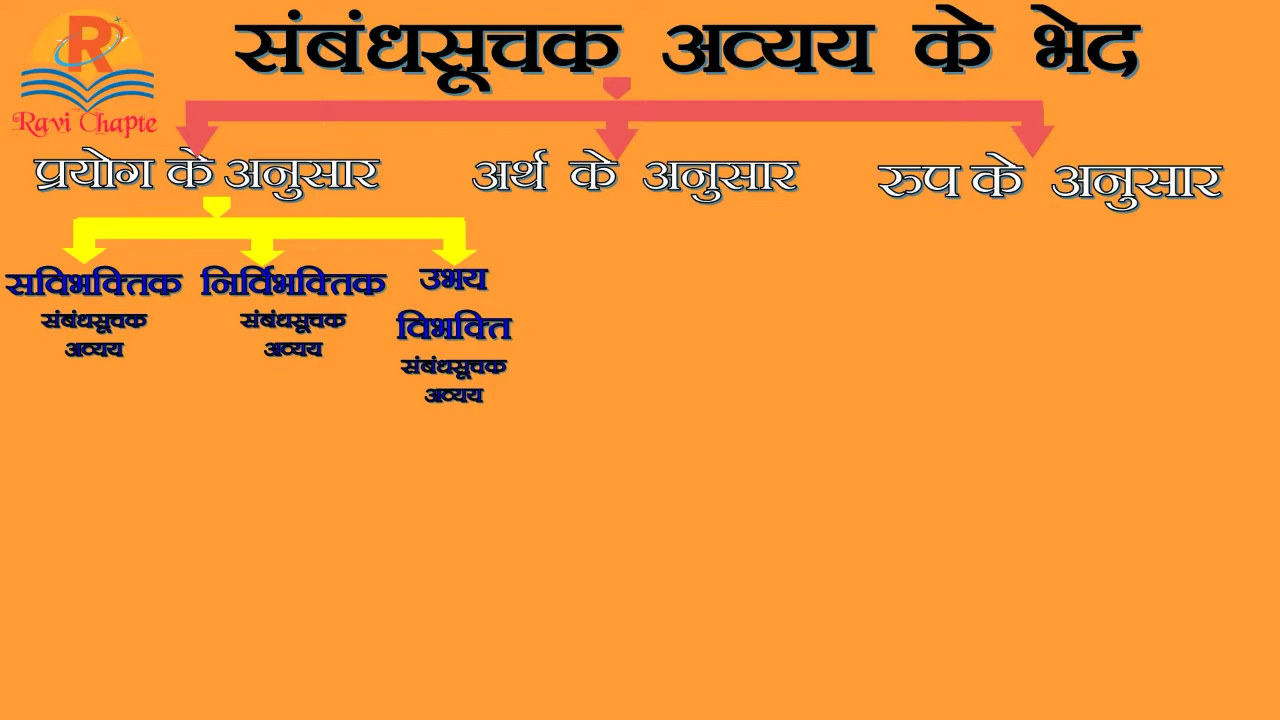 संबंधसूचक अव्यय के भेद
Ravi Chapte
प्रयोग के अनुसार
अर्थ के अनुसार
रुप के अनुसार
सविभक्तिक
संबंधसूचक
अव्यय
निर्विभक्तिक
संबंधसूचक
अव्यय
उभय
विभक्ति
संबंधसूचक
अव्यय